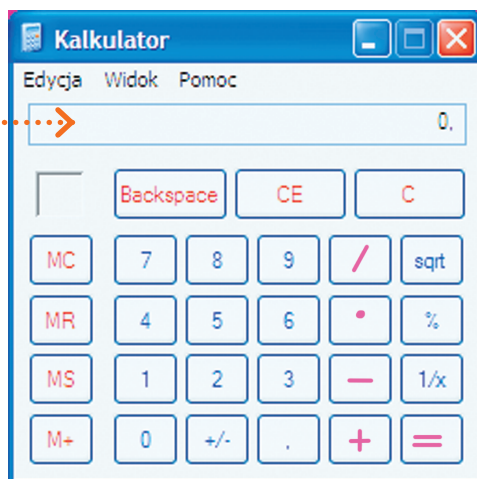 Kalkulator
Edycja Widok Pomoc
0,
Backspace CE C
MC 7 8 9 / sqrt
MR 4 5 6 • %
MS 1 2 3 — 1/x
M+ 0 +/- , + =